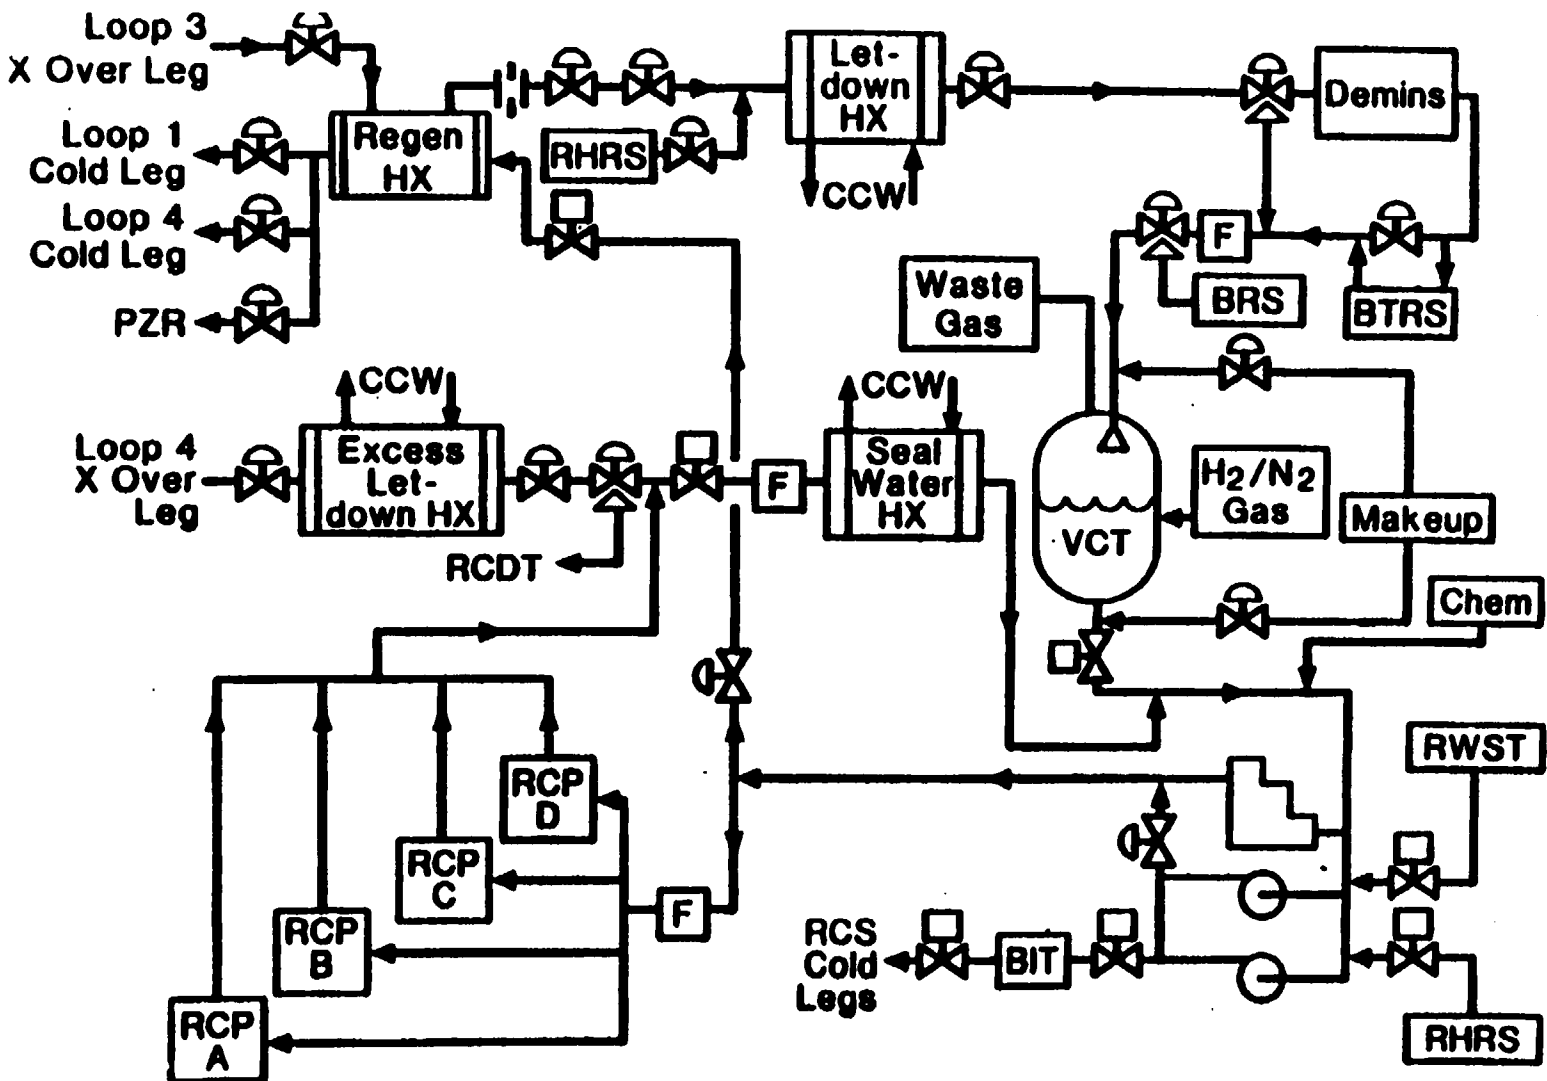 Loop 3
X Over Leg
Let-
down
HX
Demins
Loop 1
Cold Leg
Regen
HX
RHRS
CCW
Loop 4
Cold Leg
F
Waste
Gas
BRS
BTRS
PZR
CCW
CCW
Loop 4
X Over
Leg
Excess
Let-
down HX
F
Seal
Water
HX
H2/N2
Gas
VCT
Makeup
RCDT
Chem
RWST
RCP
D
RCP
C
F
RCP
B
RCS
Cold
Legs
BIT
RCP
A
RHRS